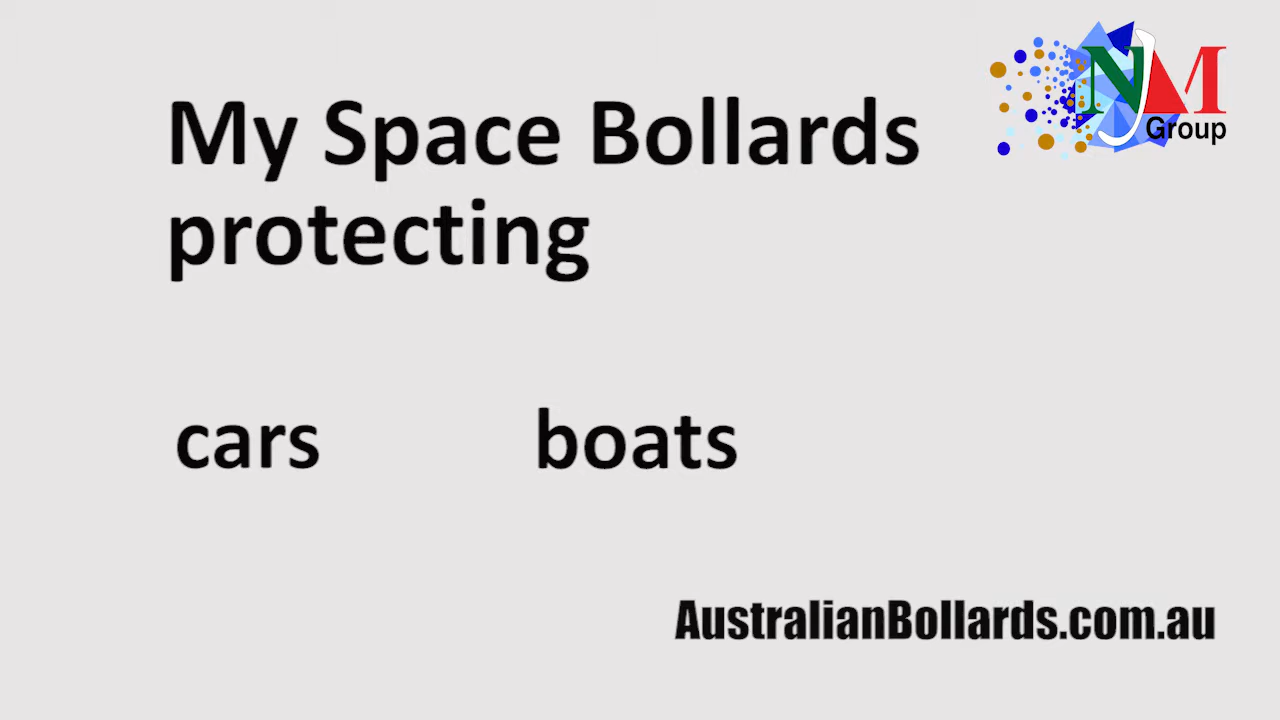 NJM
Group
My Space Bollards
protecting
cars boats
AustralianBollards.com.au